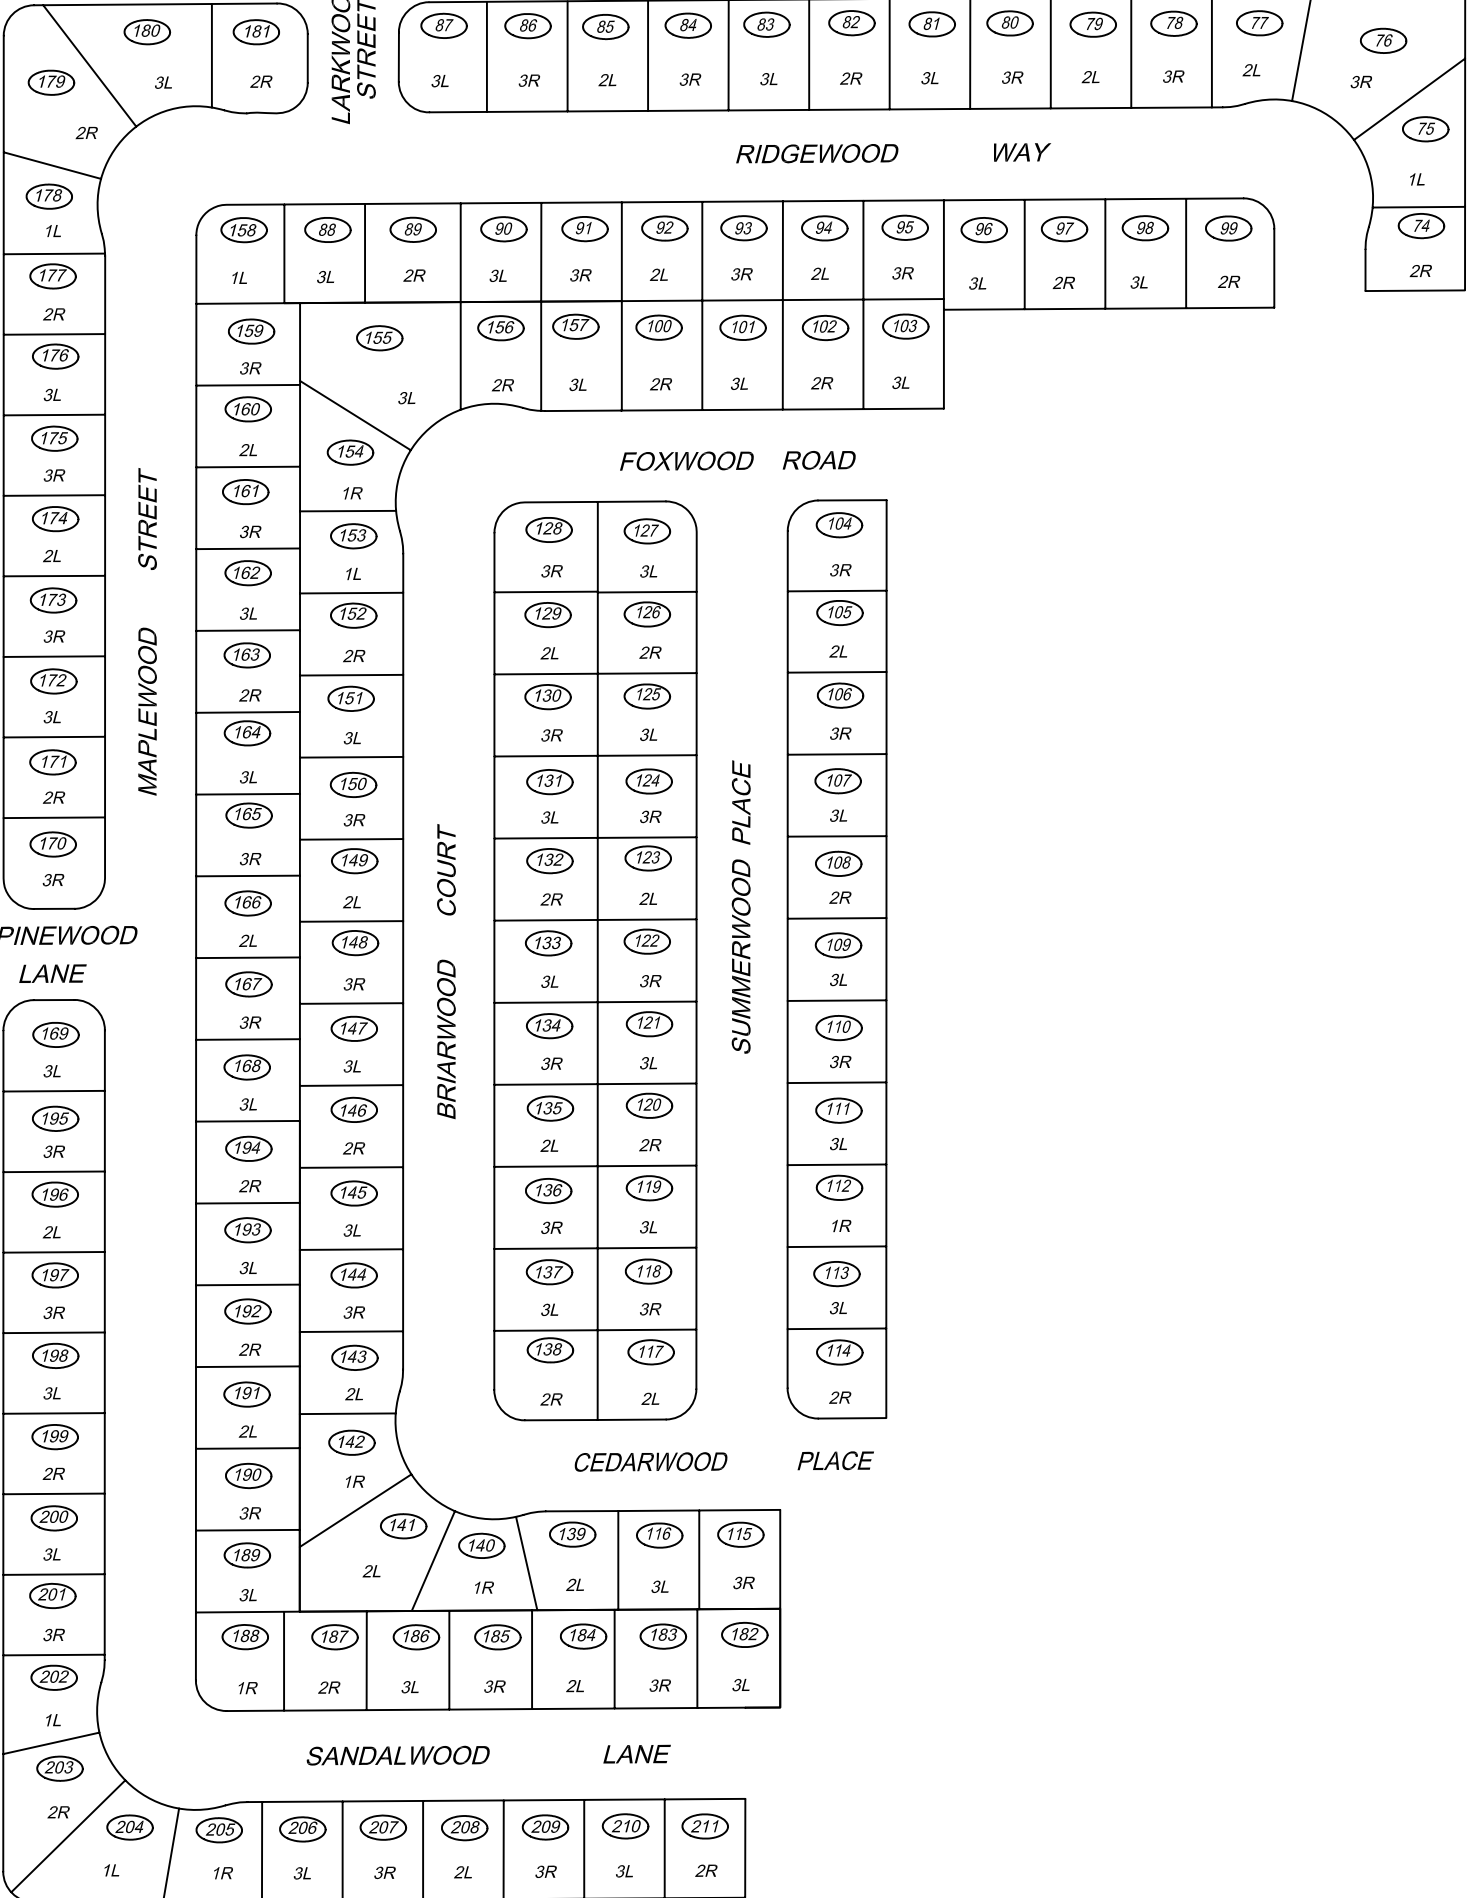 180
181
LARKWOO
STREET
87
86
85
84
83
82
81
80
79
78
77
76
3L
2R
3L
3R
2L
3R
3L
2R
3L
3R
2L
3R
2L
3R
179
2R
75
1L
RIDGEWOOD WAY
178
1L
158
88
89
90
91
92
93
94
95
96
97
98
99
74
1L
3L
2R
3L
3R
2L
3R
2L
3R
3L
2R
3L
2R
2R
177
2R
176
3L
175
3R
174
2L
173
3R
172
3L
171
2R
170
3R
MAPLEWOOD STREET
159
3R
160
2L
161
3R
162
3L
163
2R
164
3L
165
3R
166
2L
167
3R
168
3L
194
2R
193
3L
192
2R
191
2L
190
3R
189
3L
155
3L
156
157
100
101
102
103
2R
3L
2R
3L
2R
3L
FOXWOOD ROAD
154
1R
153
1L
152
2R
151
3L
150
3R
149
2L
148
3R
147
3L
146
2R
145
3L
144
3R
143
2L
142
1R
BRIARWOOD COURT
128
3R
129
2L
130
3R
131
3L
132
2R
133
3L
134
3R
135
2L
136
3R
137
3L
138
2R
127
3L
126
2R
125
3L
124
3R
123
2L
122
3R
121
3L
120
2R
119
3L
118
3R
117
2L
SUMMERWOOD PLACE
104
3R
105
2L
106
3R
107
3L
108
2R
109
3L
110
3R
111
3L
112
1R
113
3L
114
2R
PINEWOOD
LANE
169
3L
195
3R
196
2L
197
3R
198
3L
199
2R
200
3L
201
3R
202
1L
203
2R
CEDARWOOD PLACE
141
140
139
116
115
2L
1R
2L
3L
3R
188
187
186
185
184
183
182
1R
2R
3L
3R
2L
3R
3L
SANDALWOOD LANE
204
205
206
207
208
209
210
211
1L
1R
3L
3R
2L
3R
3L
2R